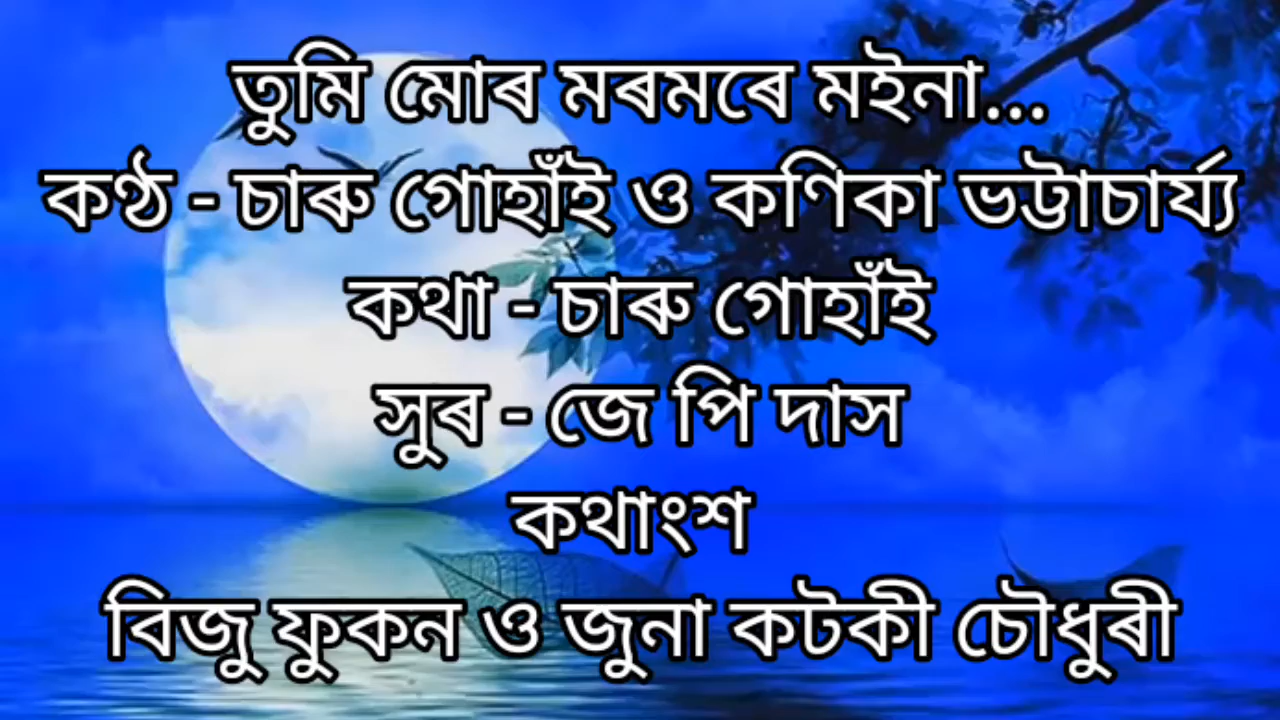 তুমি মোৰ মৰমৰে মইনা...
কণ্ঠ - চাৰু গোহাঁই ও কণিকা ভট্টাচাৰ্য্য
কথা - চাৰু গোহাঁই
সুৰ - জে পি দাস
কথাংশ
বিজু ফুকন ও জুনা কটকী চৌধুৰী